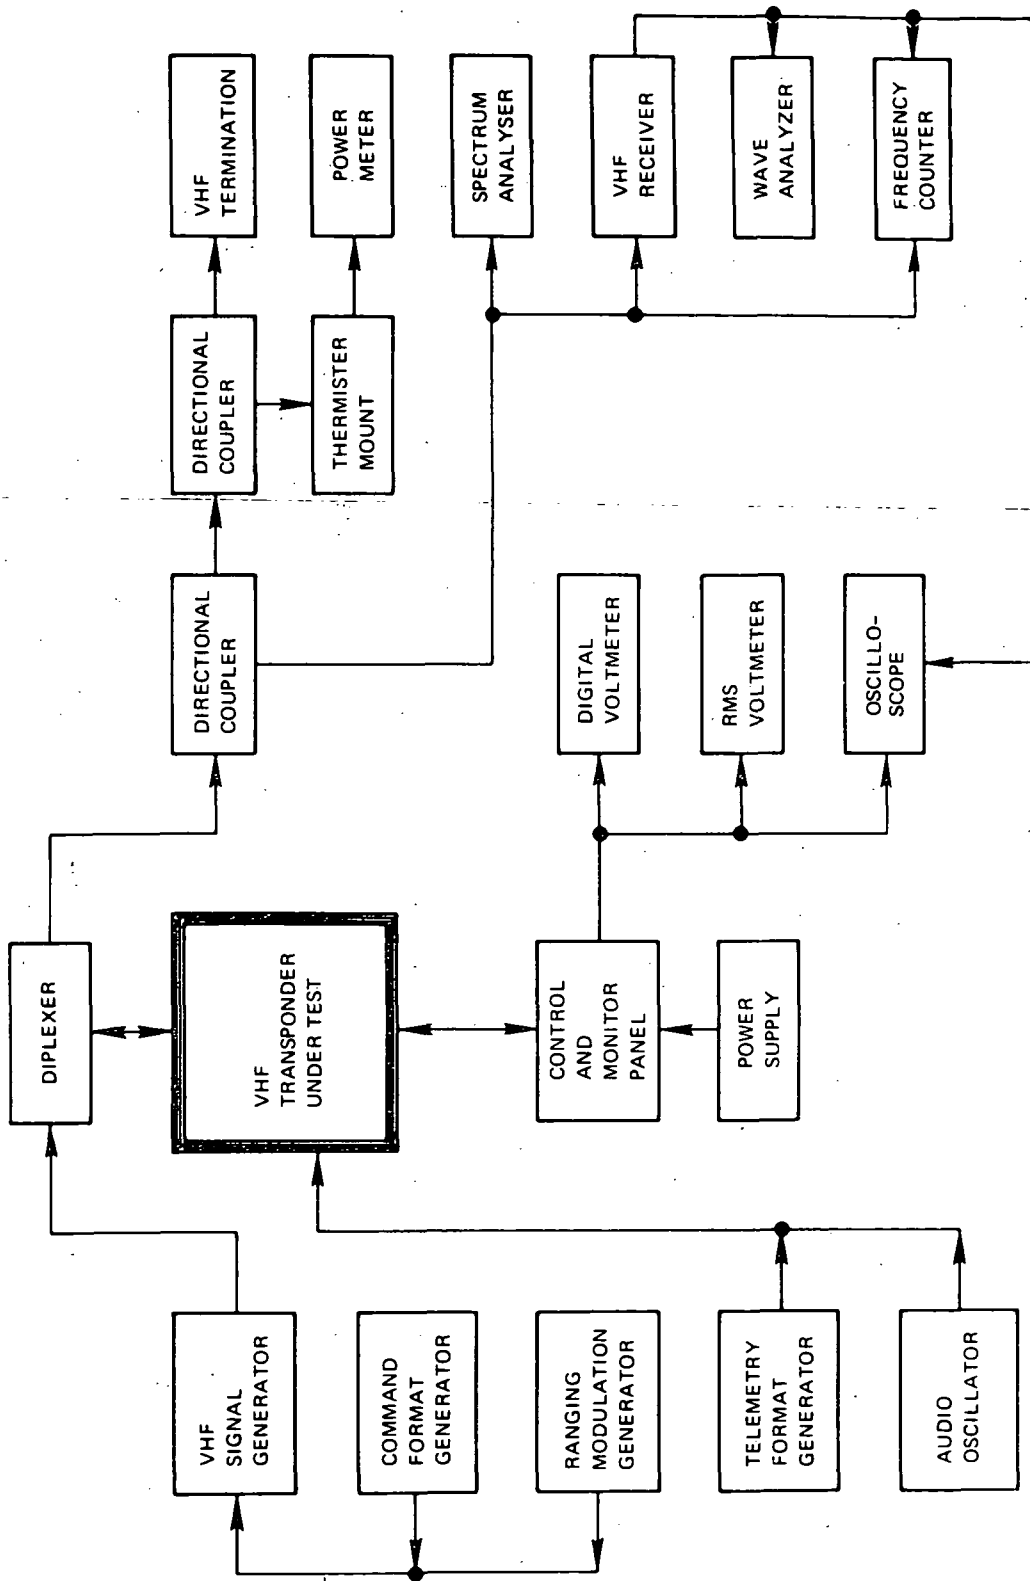 VHF
SIGNAL
GENERATOR
COMMAND
FORMAT
GENERATOR
RANGING
MODULATION
GENERATOR
TELEMETRY
FORMAT
GENERATOR
AUDIO
OSCILLATOR
DIPLEXER
VHF
TRANSPONDER
UNDER TEST
CONTROL
AND
MONITOR
PANEL
POWER
SUPPLY
DIRECTIONAL
COUPLER
DIGITAL
VOLTMETER
RMS
VOLTMETER
OSCILLO-
SCOPE
DIRECTIONAL
COUPLER
THERMISTER
MOUNT
VHF
TERMINATION
POWER
METER
SPECTRUM
ANALYSER
VHF
RECEIVER
WAVE
ANALYZER
FREQUENCY
COUNTER